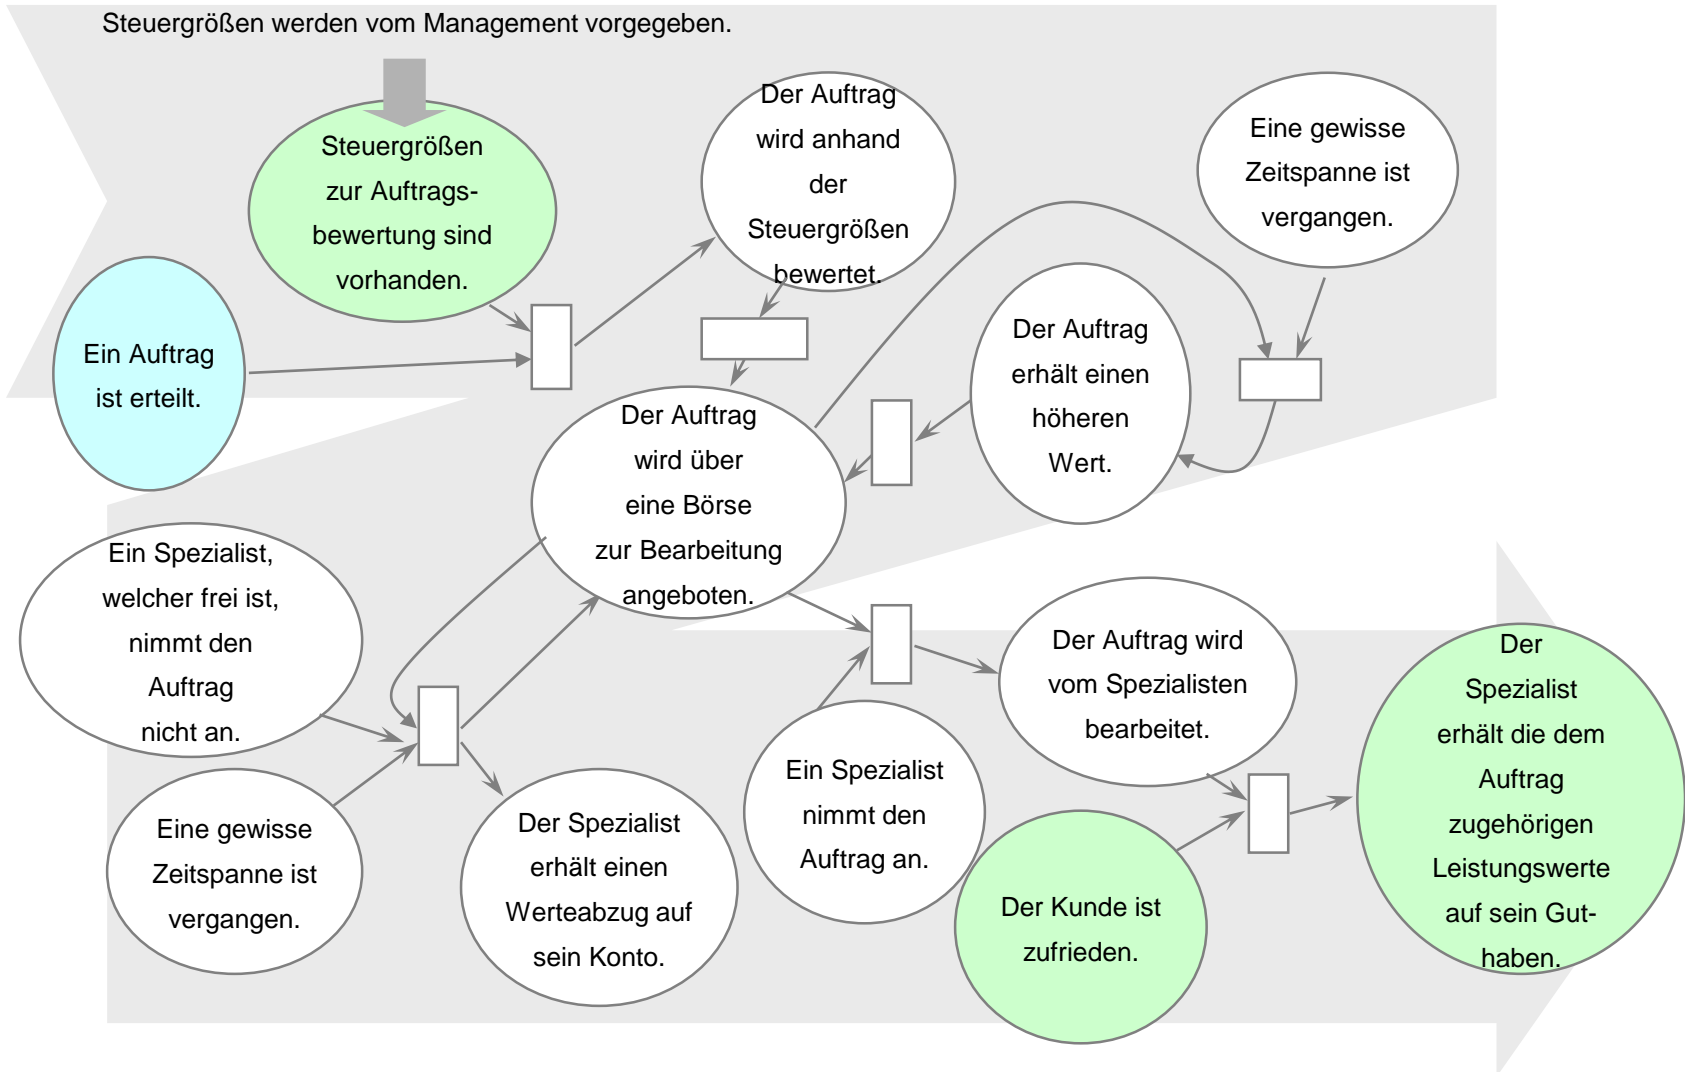 Steuergrößen werden vom Management vorgegeben.
Steuergrößen
zur Auftrags-
bewertung sind
vorhanden.
Der Auftrag
wird anhand
der
Steuergrößen
bewertet.
Eine gewisse
Zeitspanne ist
vergangen.
Ein Auftrag
ist erteilt.
Der Auftrag
wird über
eine Börse
zur Bearbeitung
angeboten.
Der Auftrag
erhält einen
höheren
Wert.
Ein Spezialist,
welcher frei ist,
nimmt den
Auftrag
nicht an.
Eine gewisse
Zeitspanne ist
vergangen.
Der Spezialist
erhält einen
Werteabzug auf
sein Konto.
Ein Spezialist
nimmt den
Auftrag an.
Der Auftrag wird
vom Spezialisten
bearbeitet.
Der Kunde ist
zufrieden.
Der
Spezialist
erhält die dem
Auftrag
zugehörigen
Leistungswerte
auf sein Gut-
haben.